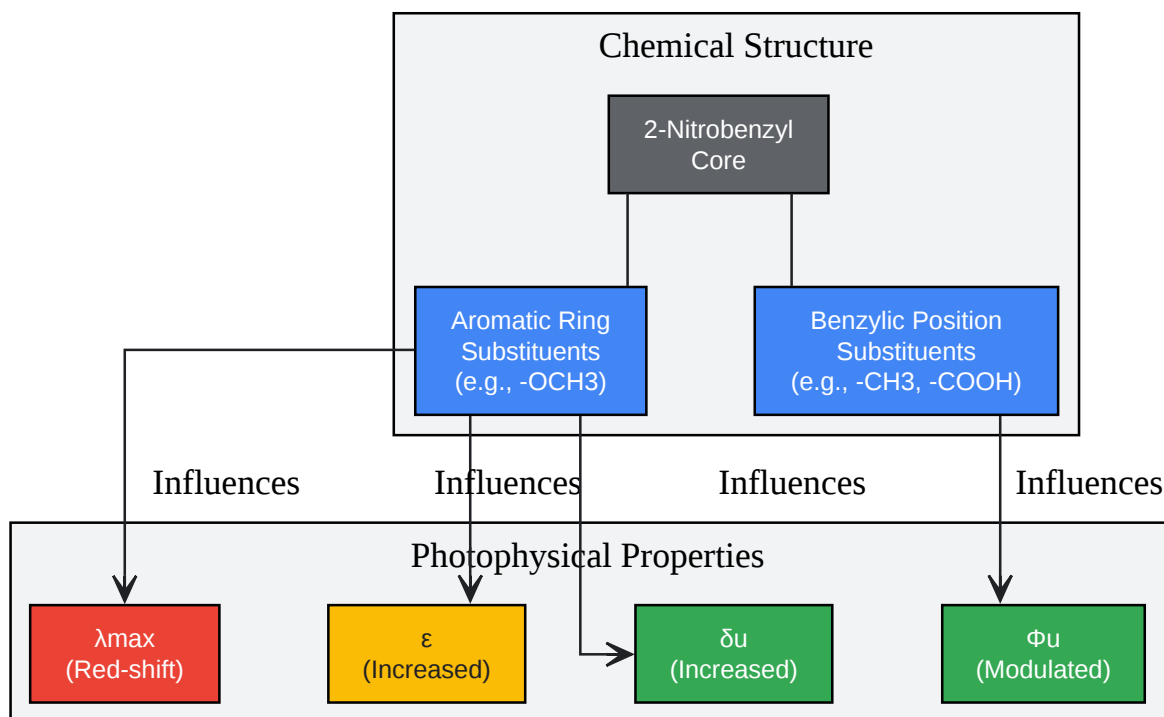 Chemical Structure
2-Nitrobenzyl
Core
Aromatic Ring
Substituents
(e.g., -OCH3)
Benzylic Position
Substituents
(e.g., -CH3, -COOH)
Influences
Influences
Influences
Influences
Photophysical Properties
λmax
(Red-shift)
ε
(Increased)
δu
(Increased)
Φu
(Modulated)